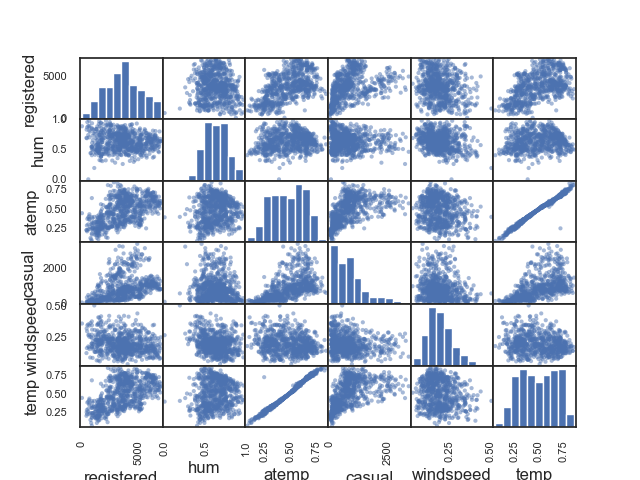 registered
5000
0
1.0
hum
0.5
0.0
atemp
0.75
0.50
0.25
casual
2000
0
0.50
windspeed
0.25
temp
0.75
0.50
0.25
0 5000 0.0 0.5 1.0 0.25 0.50 0.75 0 2500 0.25 0.50 0.25 0.50 0.75
registered hum atemp casual windspeed temp